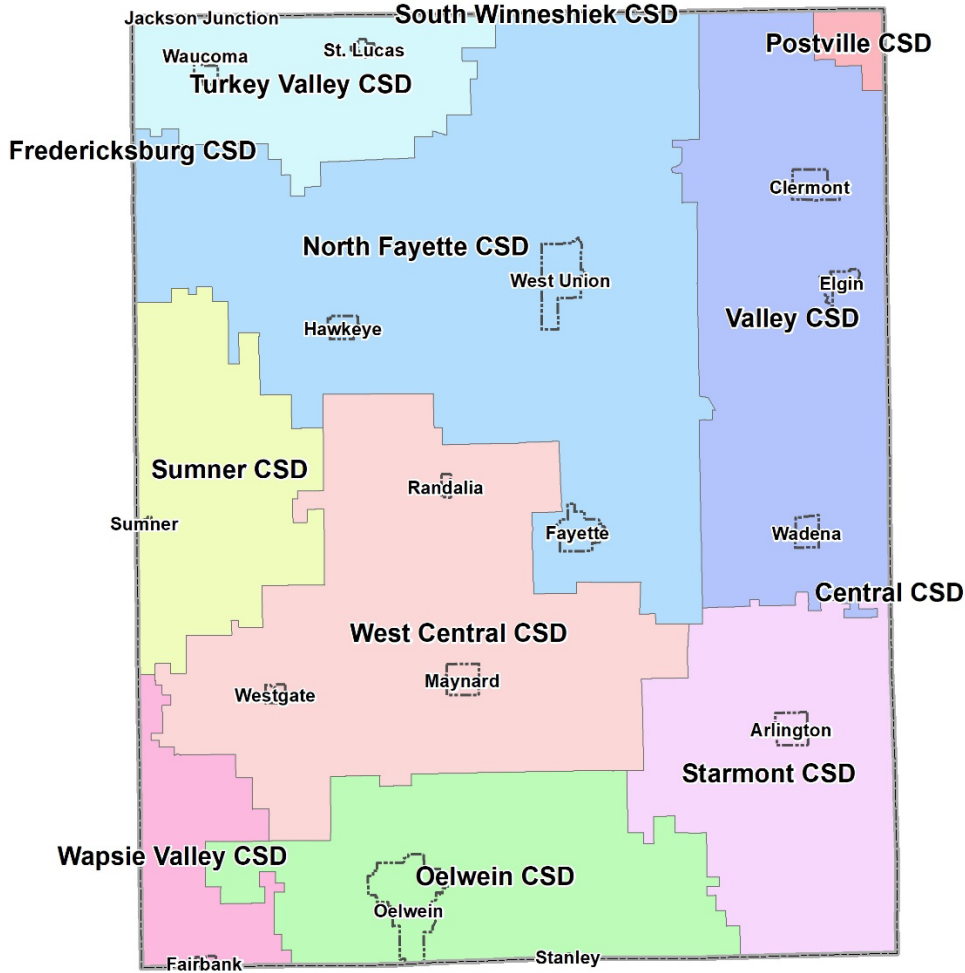 South Winneshiek CSD
Jackson Junction
Postville CSD
St. Lucas
Waucoma
Turkey Valley CSD
Fredericksburg CSD
Clermont
North Fayette CSD
West Union
Elgin
Valley CSD
Hawkeye
Sumner CSD
Randalia
Sumner
Fayette
Wadena
Central CSD
West Central CSD
Maynard
Westgate
Arlington
Starmont CSD
Wapsie Valley CSD
Oelwein CSD
Oelwein
Stanley
Fairbank